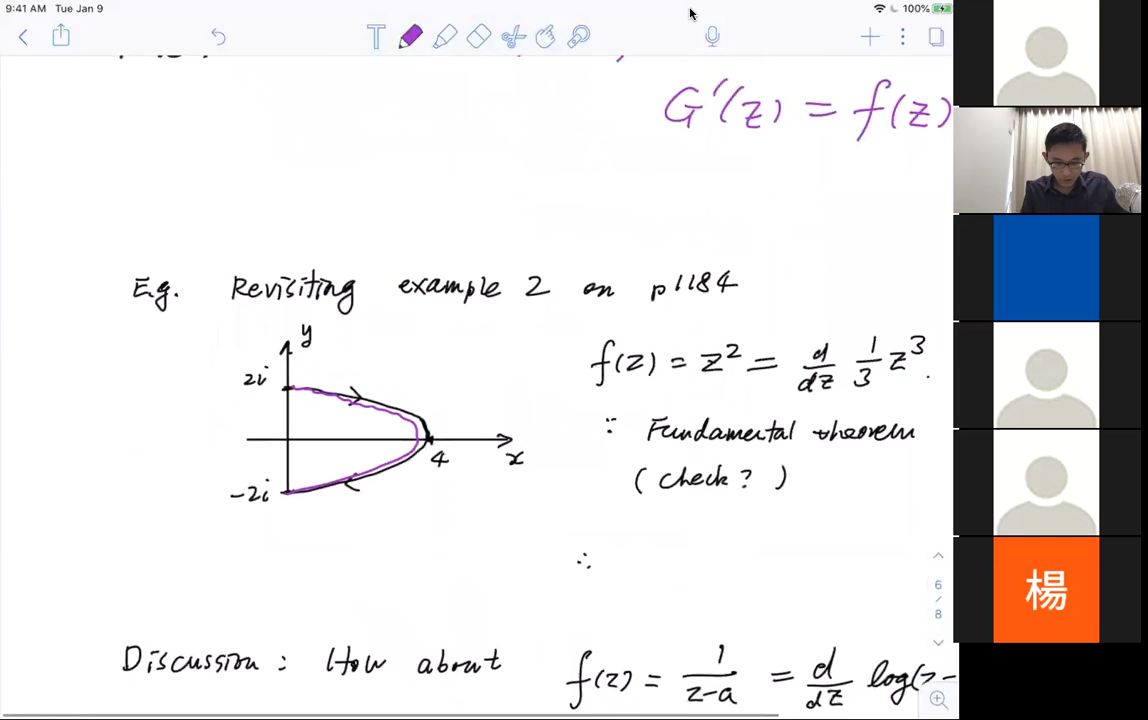 9:41 AM Tue Jan 9
100%
G'(z) = f(z)
E.g. Revisiting example 2 on p1184
y
2i
4
x
-2i
f(z) = z² = d/dz 1/3 z³.
∵ Fundamental theorem
(check? )
∴
6
/
8
Discussion : How about f(z) = 1/(z-a) = d/dz log(z-
楊